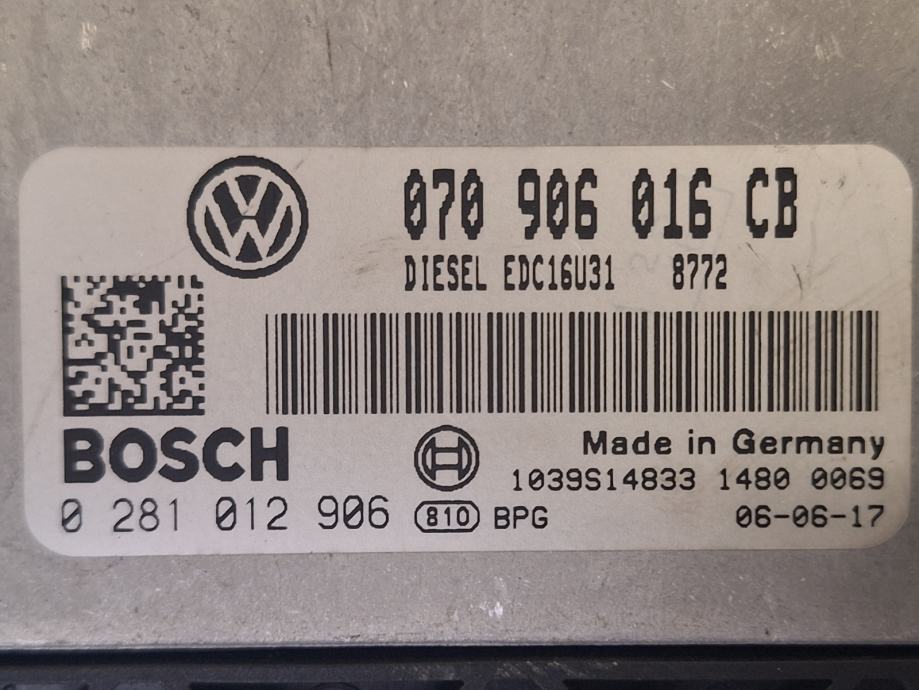 070 906 016 CB
DIESEL EDC16U31 8772
BOSCH
Made in Germany
1039S14833 1480 0069
0 281 012 906 810 BPG 06-06-17